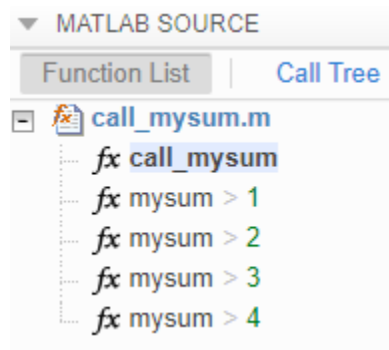 MATLAB SOURCE
Function List Call Tree
call_mysum.m
fx call_mysum
fx mysum > 1
fx mysum > 2
fx mysum > 3
fx mysum > 4